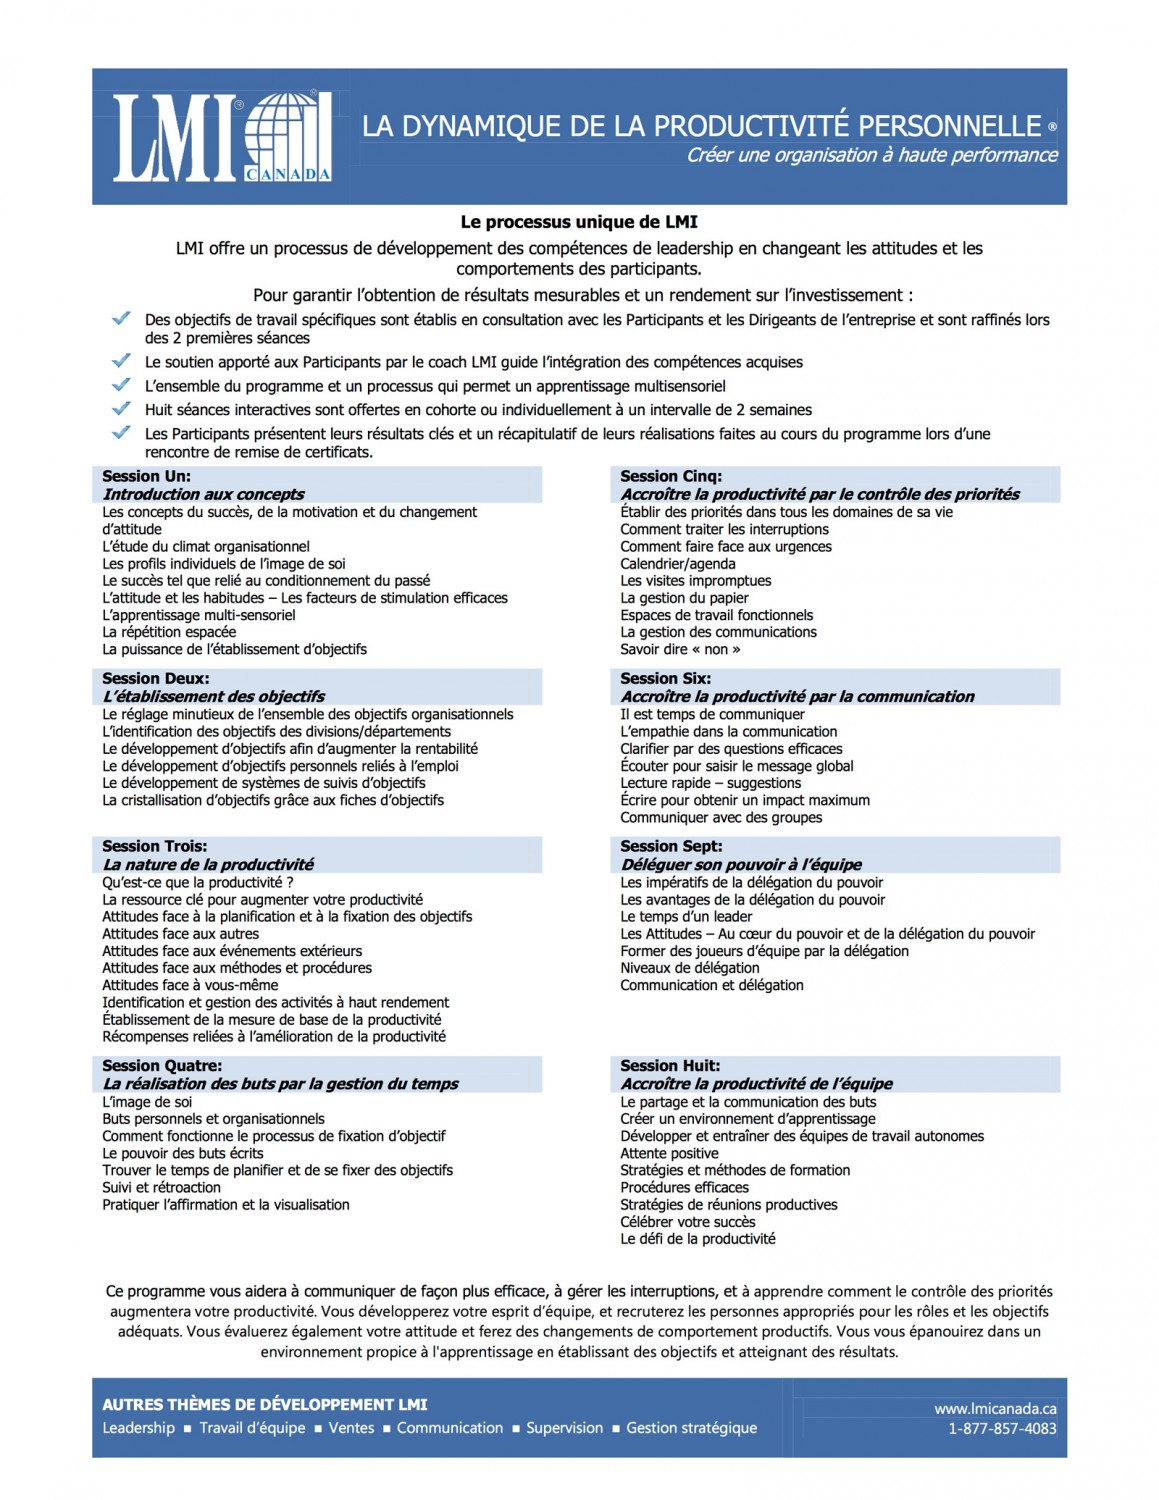 LMI®
CANADA
®
LA DYNAMIQUE DE LA PRODUCTIVITÉ PERSONNELLE ®
Créer une organisation à haute performance
Le processus unique de LMI
LMI offre un processus de développement des compétences de leadership en changeant les attitudes et les
comportements des participants.
Pour garantir l’obtention de résultats mesurables et un rendement sur l’investissement :
Des objectifs de travail spécifiques sont établis en consultation avec les Participants et les Dirigeants de l’entreprise et sont raffinés lors
des 2 premières séances
Le soutien apporté aux Participants par le coach LMI guide l’intégration des compétences acquises
L’ensemble du programme et un processus qui permet un apprentissage multisensoriel
Huit séances interactives sont offertes en cohorte ou individuellement à un intervalle de 2 semaines
Les Participants présentent leurs résultats clés et un récapitulatif de leurs réalisations faites au cours du programme lors d’une
rencontre de remise de certificats.
Session Un:
Introduction aux concepts
Les concepts du succès, de la motivation et du changement
d’attitude
L’étude du climat organisationnel
Les profils individuels de l’image de soi
Le succès tel que relié au conditionnement du passé
L’attitude et les habitudes – Les facteurs de stimulation efficaces
L’apprentissage multi-sensoriel
La répétition espacée
La puissance de l’établissement d’objectifs
Session Deux:
L’établissement des objectifs
Le réglage minutieux de l’ensemble des objectifs organisationnels
L’identification des objectifs des divisions/départements
Le développement d’objectifs afin d’augmenter la rentabilité
Le développement d’objectifs personnels reliés à l’emploi
Le développement de systèmes de suivis d’objectifs
La cristallisation d’objectifs grâce aux fiches d’objectifs
Session Trois:
La nature de la productivité
Qu’est-ce que la productivité ?
La ressource clé pour augmenter votre productivité
Attitudes face à la planification et à la fixation des objectifs
Attitudes face aux autres
Attitudes face aux événements extérieurs
Attitudes face aux méthodes et procédures
Attitudes face à vous-même
Identification et gestion des activités à haut rendement
Établissement de la mesure de base de la productivité
Récompenses reliées à l’amélioration de la productivité
Session Quatre:
La réalisation des buts par la gestion du temps
L’image de soi
Buts personnels et organisationnels
Comment fonctionne le processus de fixation d’objectif
Le pouvoir des buts écrits
Trouver le temps de planifier et de se fixer des objectifs
Suivi et rétroaction
Pratiquer l’affirmation et la visualisation
Session Cinq:
Accroître la productivité par le contrôle des priorités
Établir des priorités dans tous les domaines de sa vie
Comment traiter les interruptions
Comment faire face aux urgences
Calendrier/agenda
Les visites impromptues
La gestion du papier
Espaces de travail fonctionnels
La gestion des communications
Savoir dire « non »
Session Six:
Accroître la productivité par la communication
Il est temps de communiquer
L’empathie dans la communication
Clarifier par des questions efficaces
Écouter pour saisir le message global
Lecture rapide – suggestions
Écrire pour obtenir un impact maximum
Communiquer avec des groupes
Session Sept:
Déléguer son pouvoir à l’équipe
Les impératifs de la délégation du pouvoir
Les avantages de la délégation du pouvoir
Le temps d’un leader
Les Attitudes – Au cœur du pouvoir et de la délégation du pouvoir
Former des joueurs d’équipe par la délégation
Niveaux de délégation
Communication et délégation
Session Huit:
Accroître la productivité de l’équipe
Le partage et la communication des buts
Créer un environnement d’apprentissage
Développer et entraîner des équipes de travail autonomes
Attente positive
Stratégies et méthodes de formation
Procédures efficaces
Stratégies de réunions productives
Célébrer votre succès
Le défi de la productivité
Ce programme vous aidera à communiquer de façon plus efficace, à gérer les interruptions, et à apprendre comment le contrôle des priorités
augmentera votre productivité. Vous développerez votre esprit d’équipe, et recruterez les personnes appropriés pour les rôles et les objectifs
adéquats. Vous évaluerez également votre attitude et ferez des changements de comportement productifs. Vous vous épanouirez dans un
environnement propice à l'apprentissage en établissant des objectifs et atteignant des résultats.
AUTRES THÈMES DE DÉVELOPPEMENT LMI
Leadership ▪ Travail d’équipe ▪ Ventes ▪ Communication ▪ Supervision ▪ Gestion stratégique
www.lmicanada.ca
1-877-857-4083